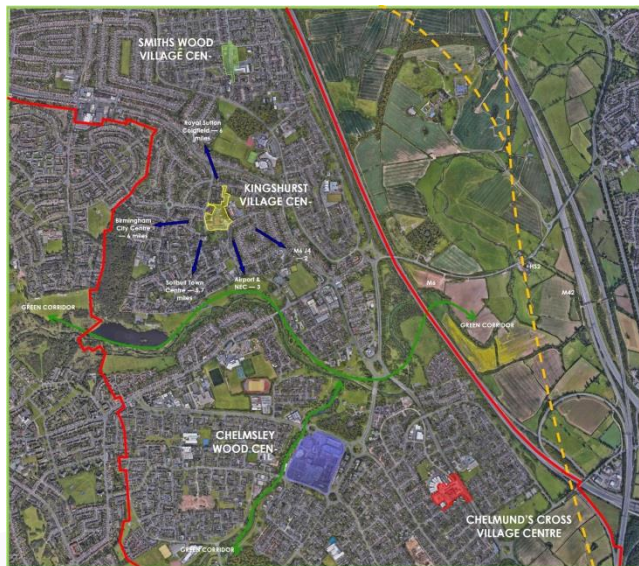 SMITHS WOOD
VILLAGE CEN-
Royal Sutton
Coldfield — 6
miles
KINGSHURST
VILLAGE CEN-
Birmingham
City Centre
— 6 miles
M6 J4
Solihull Town
Centre
miles
Airport &
NEC — 3
HS2
M6
M42
GREEN CORRIDOR
GREEN CORRIDOR
CHELMSLEY
WOOD CEN-
CHELMUND'S CROSS
VILLAGE CENTRE
GREEN CORRIDOR